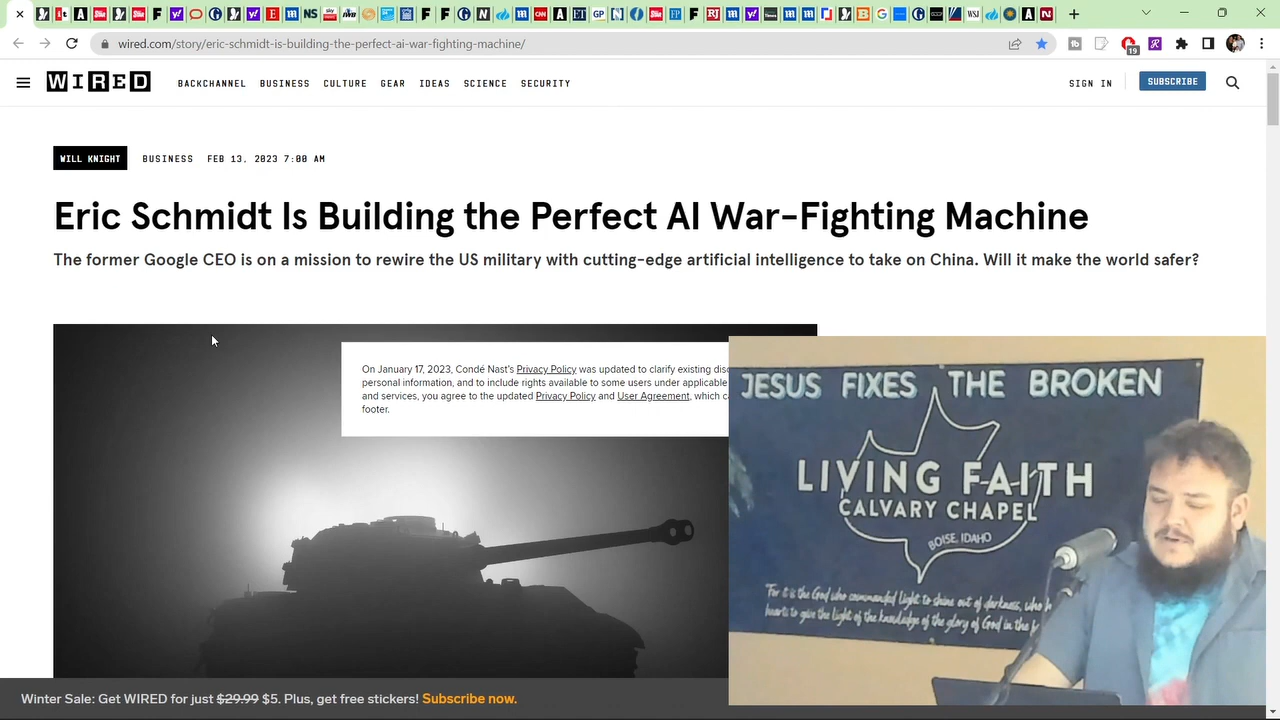 wired.com/story/eric-schmidt-is-building-the-perfect-ai-war-fighting-machine/
19
WIRED
BACKCHANNEL BUSINESS CULTURE GEAR IDEAS SCIENCE SECURITY
SIGN IN
SUBSCRIBE
WILL KNIGHT
BUSINESS
FEB 13, 2023 7:00 AM
Eric Schmidt Is Building the Perfect AI War-Fighting Machine
The former Google CEO is on a mission to rewire the US military with cutting-edge artificial intelligence to take on China. Will it make the world safer?
On January 17, 2023, Condé Nast's Privacy Policy was updated to clarify existing
personal information, and to include rights available to some users under applicable
and services, you agree to the updated Privacy Policy and User Agreement, which
footer.
JESUS FIXES THE BROKEN
LIVING FAITH
CALVARY CHAPEL
BOISE, IDAHO
"For it is the God who commanded light to shine out of darkness, who
hearts to give the light of the knowledge of the glory of God in the
Winter Sale: Get WIRED for just $29.99 $5. Plus, get free stickers! Subscribe now.